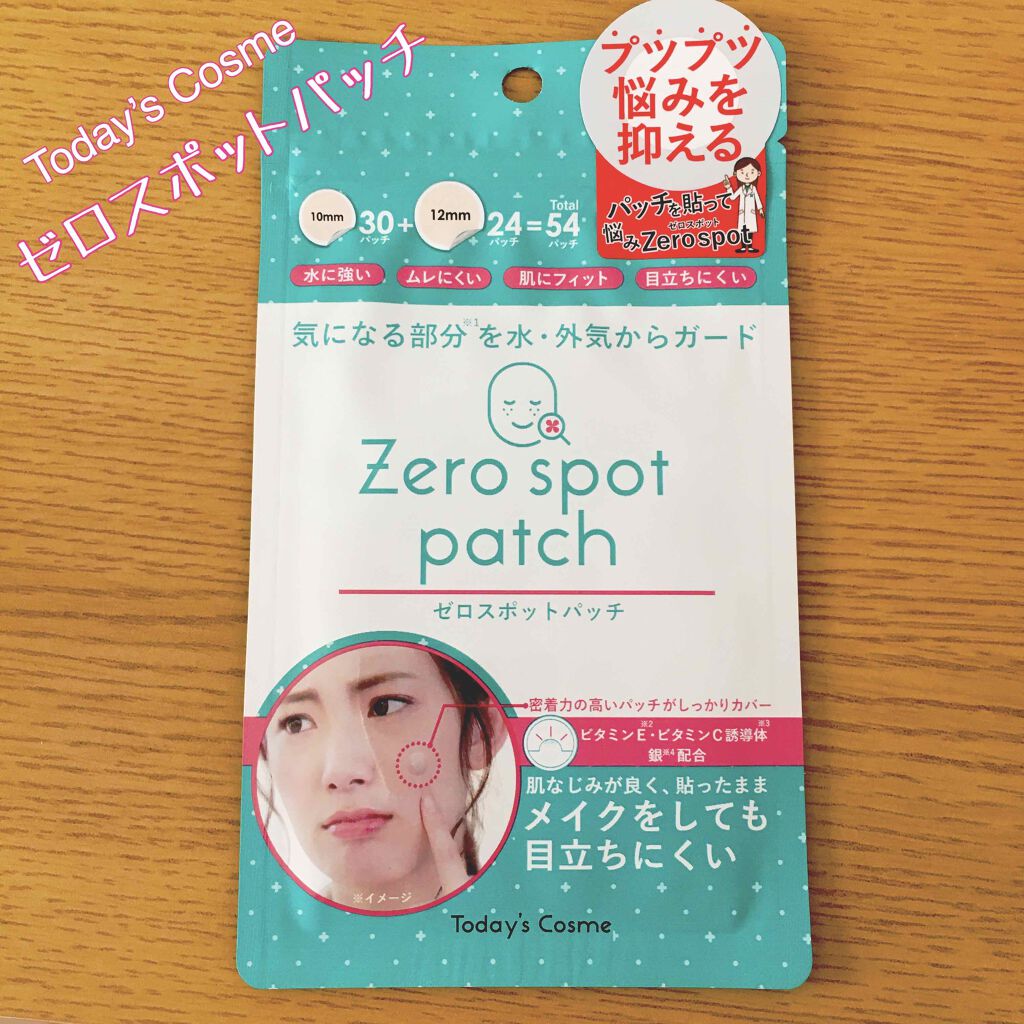 Today's Cosme
ゼロスポットパッチ
プツプツ
悩みを
抑える
パッチを貼って
ゼロスポット
悩みZerospot
10mm
30
パッチ
+
12mm
24
パッチ
=
Total
54
パッチ
水に強い
ムレにくい
肌にフィット
目立ちにくい
気になる部分※1を水・外気からガード
Zero spot
patch
ゼロスポットパッチ
密着力の高いパッチがしっかりカバー
ビタミンE※2・ビタミンC誘導体※3
銀※4配合
肌なじみが良く、貼ったまま
メイクをしても
目立ちにくい
※イメージ
Today's Cosme